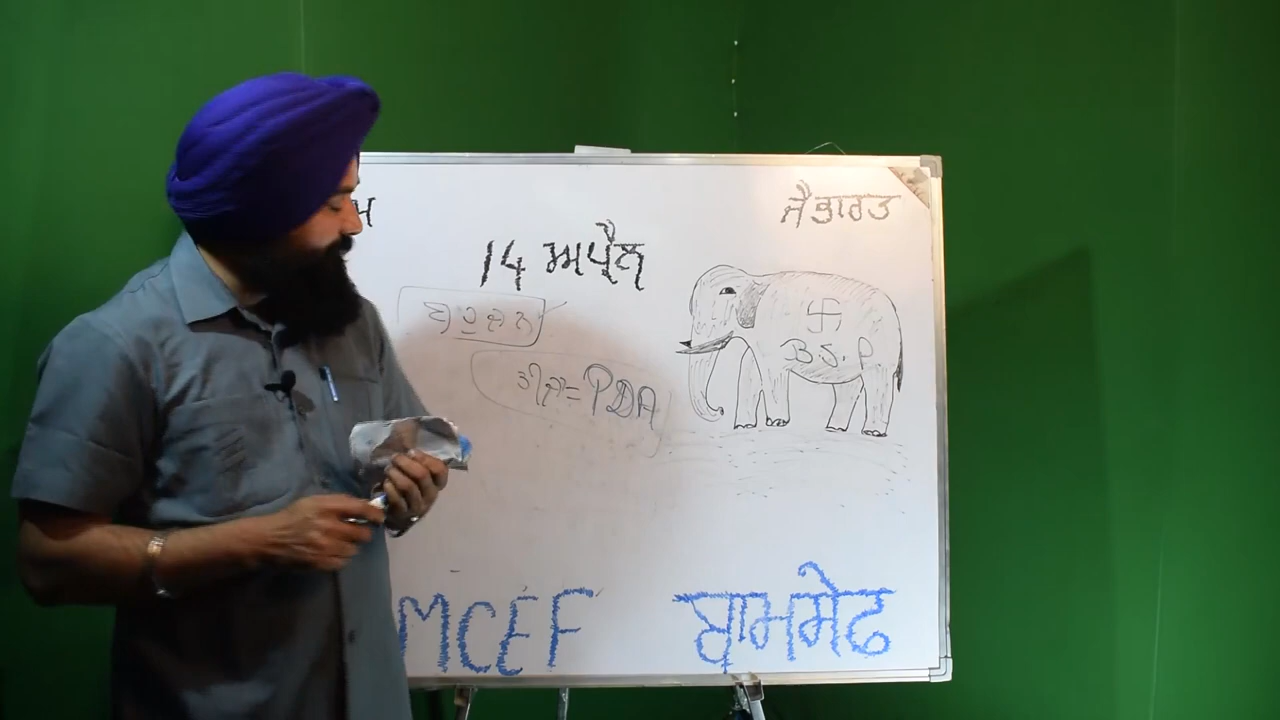 ਮ ਜੈ ਭਾਰਤ
14 ਅਪ੍ਰੈਲ
ਬਹੁਜਨ
B.S.P
= PDA
MCEF ਬਾਮਸੇਫ